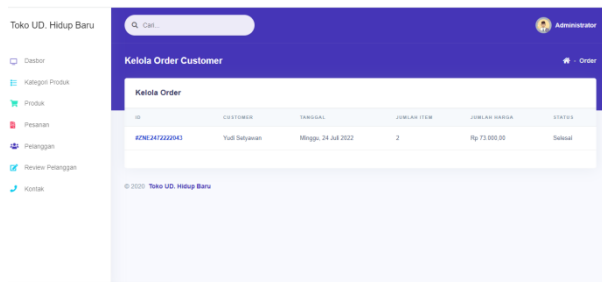 Toko UD. Hidup Baru
Cari...
Administrator
Dasbor
Kategori Produk
Produk
Pesanan
Pelanggan
Review Pelanggan
Kontak
Kelola Order Customer
- Order
Kelola Order
ID CUSTOMER TANGGAL JUMLAH ITEM JUMLAH HARGA STATUS
#ZNE2472222043 Yudi Setyawan Minggu, 24 Juli 2022 2 Rp 73.000,00 Selesai
© 2020 Toko UD. Hidup Baru